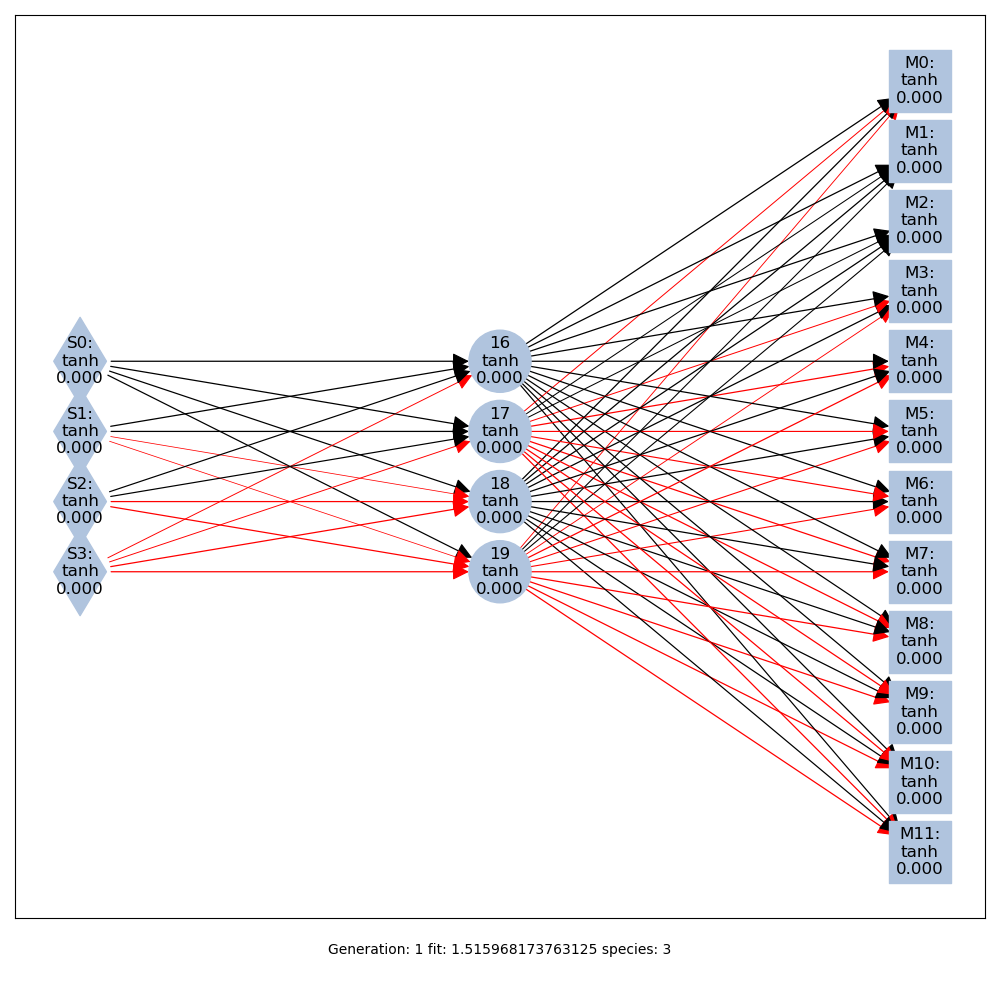 S0:
tanh
0.000
S1:
tanh
0.000
S2:
tanh
0.000
S3:
tanh
0.000
16
tanh
0.000
17
tanh
0.000
18
tanh
0.000
19
tanh
0.000
M0:
tanh
0.000
M1:
tanh
0.000
M2:
tanh
0.000
M3:
tanh
0.000
M4:
tanh
0.000
M5:
tanh
0.000
M6:
tanh
0.000
M7:
tanh
0.000
M8:
tanh
0.000
M9:
tanh
0.000
M10:
tanh
0.000
M11:
tanh
0.000
Generation: 1 fit: 1.515968173763125 species: 3